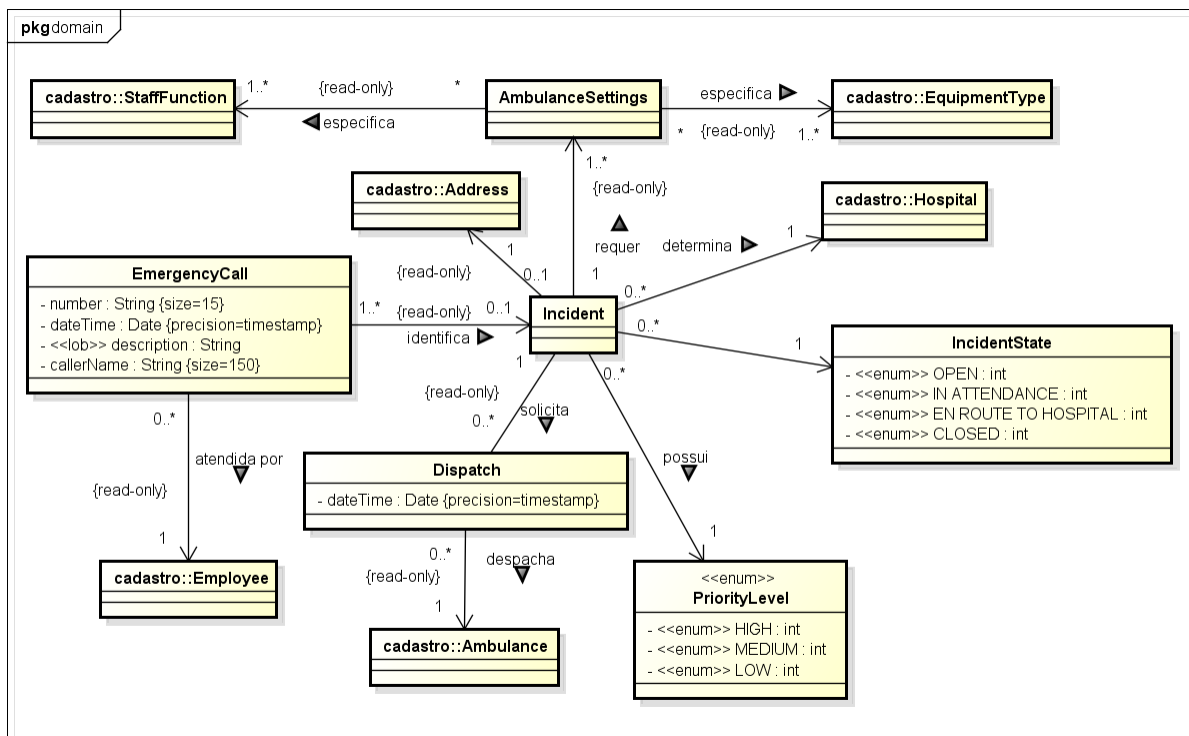 pkg domain
cadastro::StaffFunction
1..*
{read-only}
*
especifica
AmbulanceSettings
especifica
*
{read-only}
1..*
cadastro::EquipmentType
1..*
{read-only}
requer
1
cadastro::Address
1
{read-only}
0..1
determina
1
0..*
cadastro::Hospital
EmergencyCall
- number : String {size=15}
- dateTime : Date {precision=timestamp}
- <<lob>> description : String
- callerName : String {size=150}
1..*
{read-only}
0..1
identifica
Incident
0..*
1
IncidentState
- <<enum>> OPEN : int
- <<enum>> IN ATTENDANCE : int
- <<enum>> EN ROUTE TO HOSPITAL : int
- <<enum>> CLOSED : int
1
{read-only}
0..*
solicita
0..*
possui
1
0..*
atendida por
{read-only}
1
cadastro::Employee
Dispatch
- dateTime : Date {precision=timestamp}
0..*
despacha
{read-only}
1
cadastro::Ambulance
<<enum>>
PriorityLevel
- <<enum>> HIGH : int
- <<enum>> MEDIUM : int
- <<enum>> LOW : int